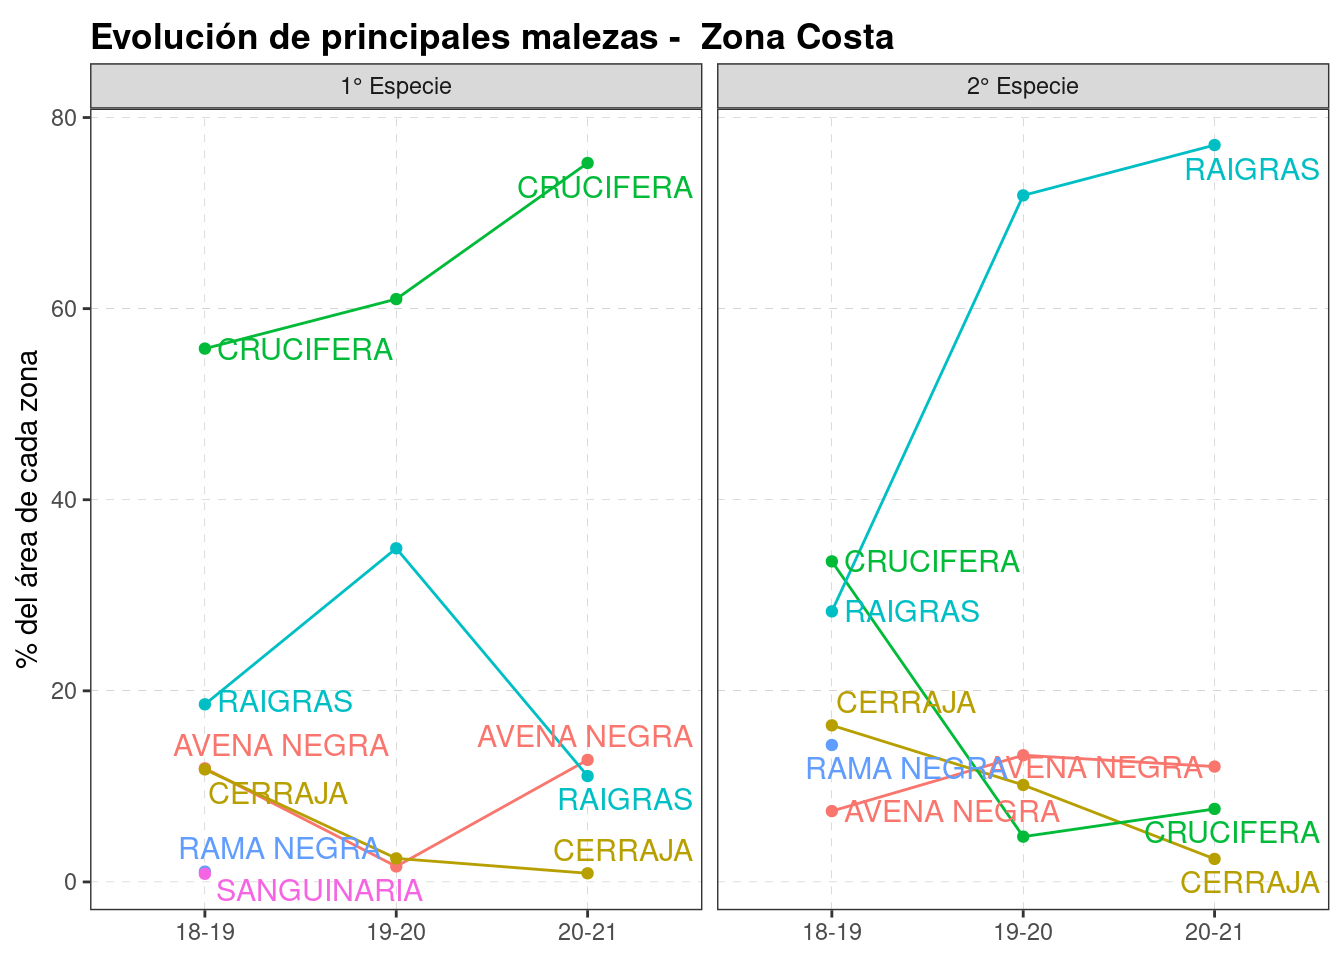 Evolución de principales malezas -  Zona Costa
1° Especie
2° Especie
% del área de cada zona
80
60
40
20
0
CRUCIFERA
CRUCIFERA
RAIGRAS
AVENA NEGRA
AVENA NEGRA
CERRAJA
RAIGRAS
RAMA NEGRA
CERRAJA
SANGUINARIA
18-19
19-20
20-21
RAIGRAS
CRUCIFERA
RAIGRAS
CERRAJA
RAMA NEGRA
AVENA NEGRA
AVENA NEGRA
CRUCIFERA
CERRAJA
18-19
19-20
20-21